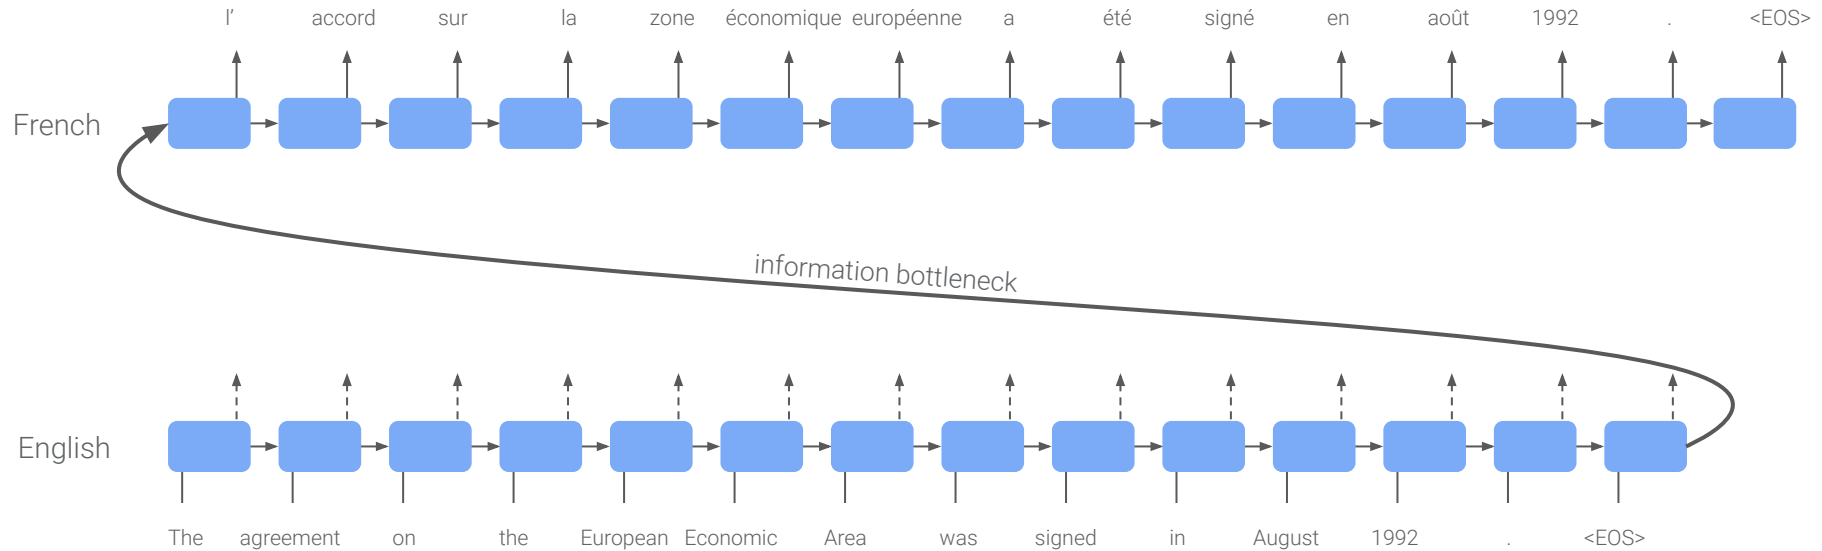 l’ accord sur la zone économique européenne a été signé en août 1992 . <EOS>
French
information bottleneck
English
The agreement on the European Economic Area was signed in August 1992 . <EOS>